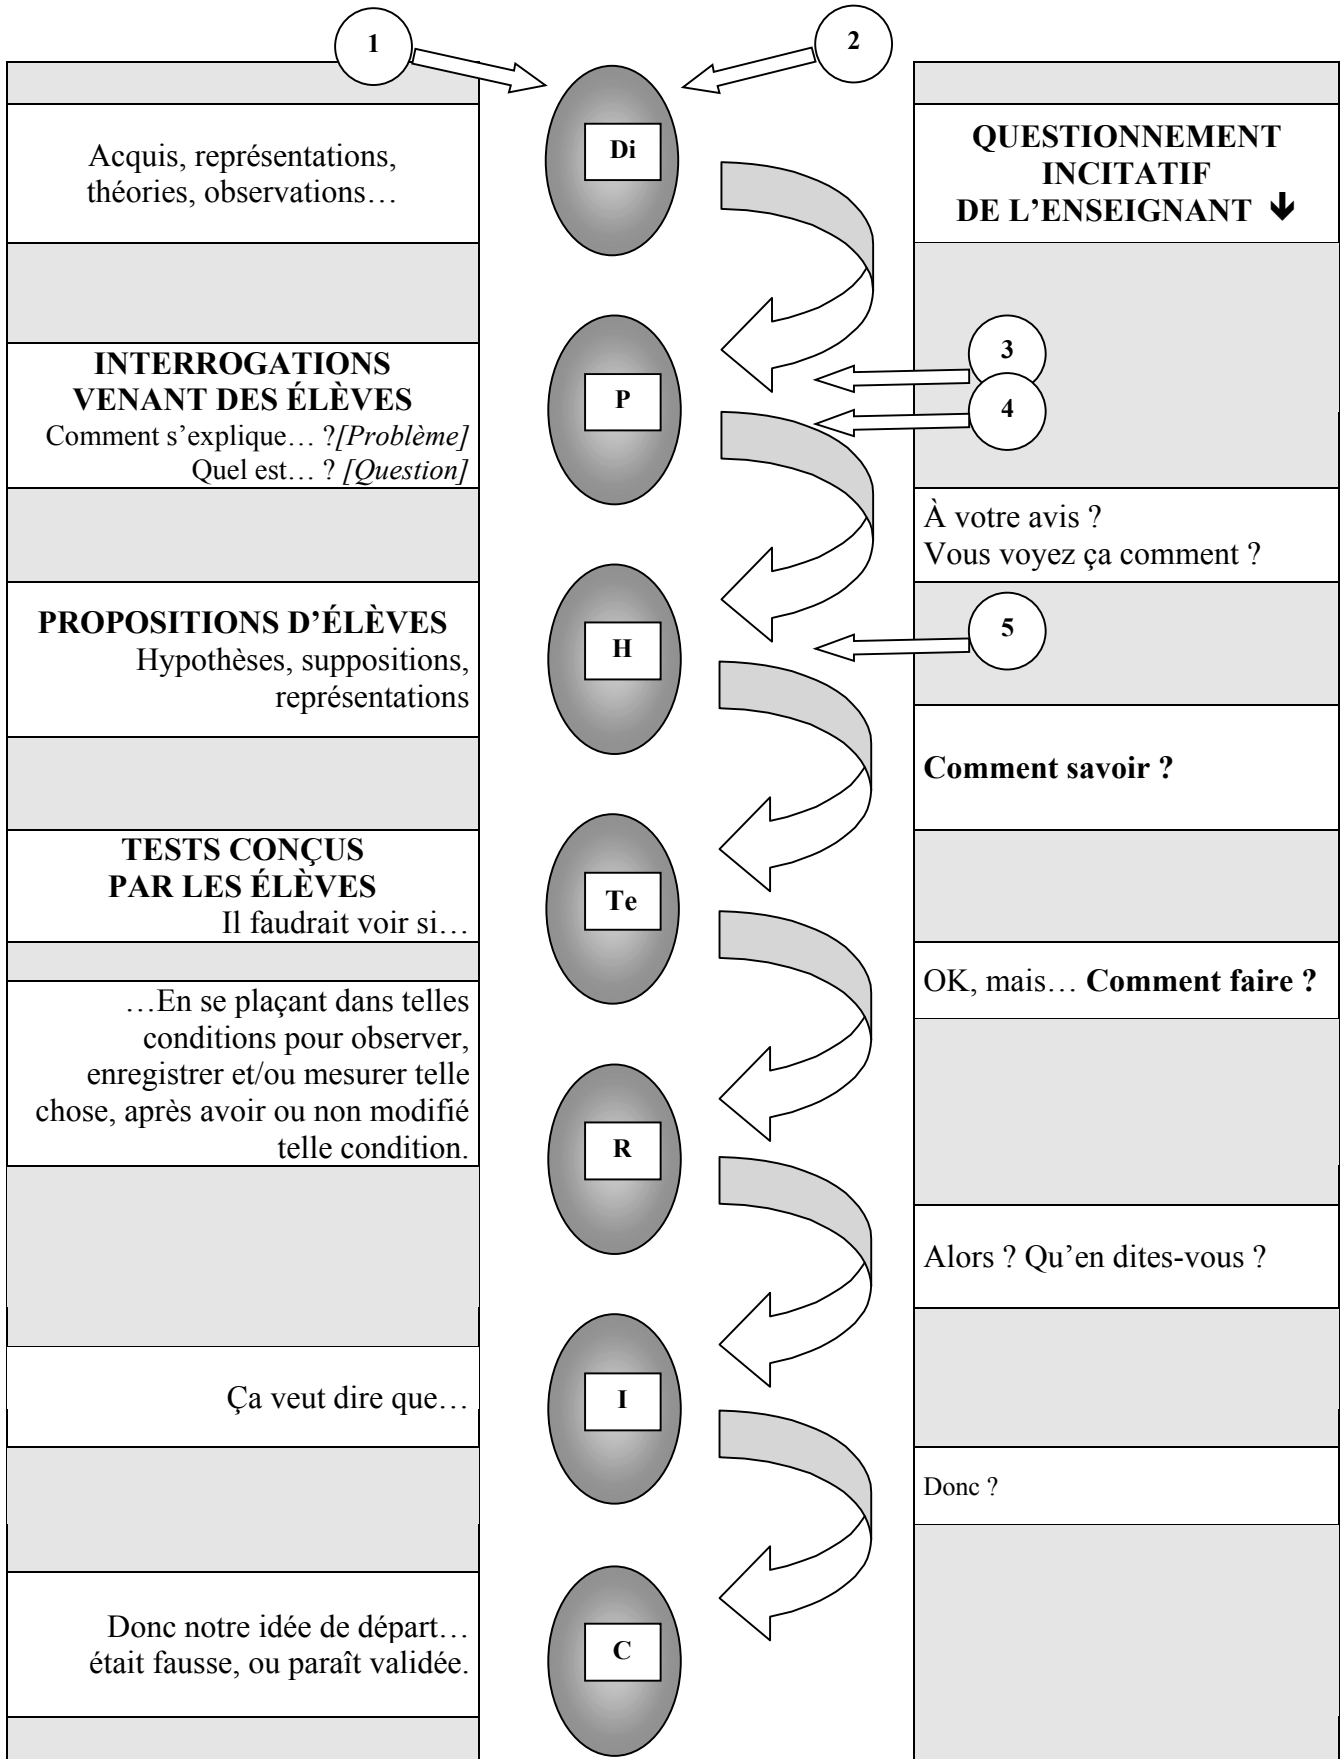 1
2
Di
Acquis, représentations,
théories, observations…
QUESTIONNEMENT
INCITATIF
DE L’ENSEIGNANT 🡻
INTERROGATIONS
VENANT DES ÉLÈVES
Comment s’explique… ?[Problème]
Quel est… ? [Question]
P
3
4
À votre avis ?
Vous voyez ça comment ?
PROPOSITIONS D’ÉLÈVES
Hypothèses, suppositions,
représentations
H
5
Comment savoir ?
TESTS CONÇUS
PAR LES ÉLÈVES
Il faudrait voir si…
Te
OK, mais… Comment faire ?
…En se plaçant dans telles
conditions pour observer,
enregistrer et/ou mesurer telle
chose, après avoir ou non modifié
telle condition.
R
Alors ? Qu’en dites-vous ?
Ça veut dire que…
I
Donc ?
Donc notre idée de départ…
était fausse, ou paraît validée.
C